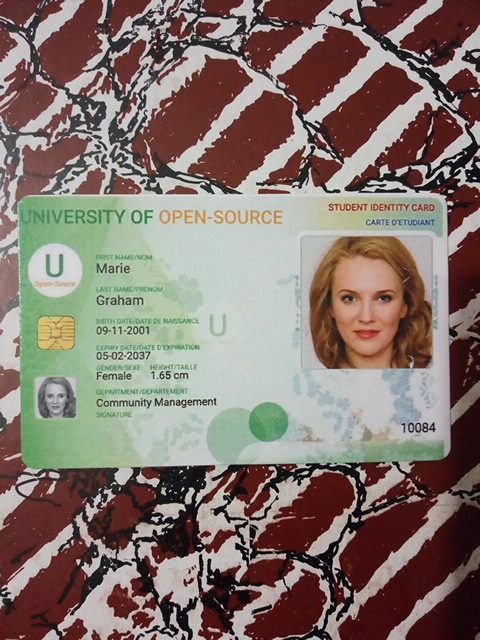 UNIVERSITY OF OPEN-SOURCE
STUDENT IDENTITY CARD
CARTE D'ETUDIANT
U
Open-Source
FIRST NAME/NOM
Marie
LAST NAME/PRENOM
Graham
BIRTH DATE/DATE DE NAISSANCE
09-11-2001
U
EXPIRY DATE/DATE D'EXPIRATION
05-02-2037
GENDER/SEXE HEIGHT/TAILLE
Female 1.65 cm
DEPARTMENT/DEPARTEMENT
Community Management
SIGNATURE
10084